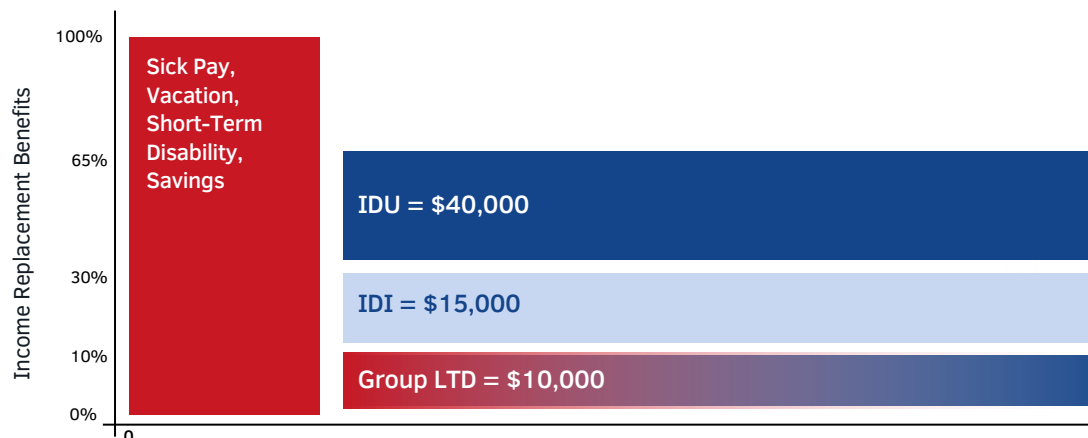 Income Replacement Benefits
100%
65%
30%
10%
0%
Sick Pay,
Vacation,
Short-Term
Disability,
Savings
IDU = $40,000
IDI = $15,000
Group LTD = $10,000
0